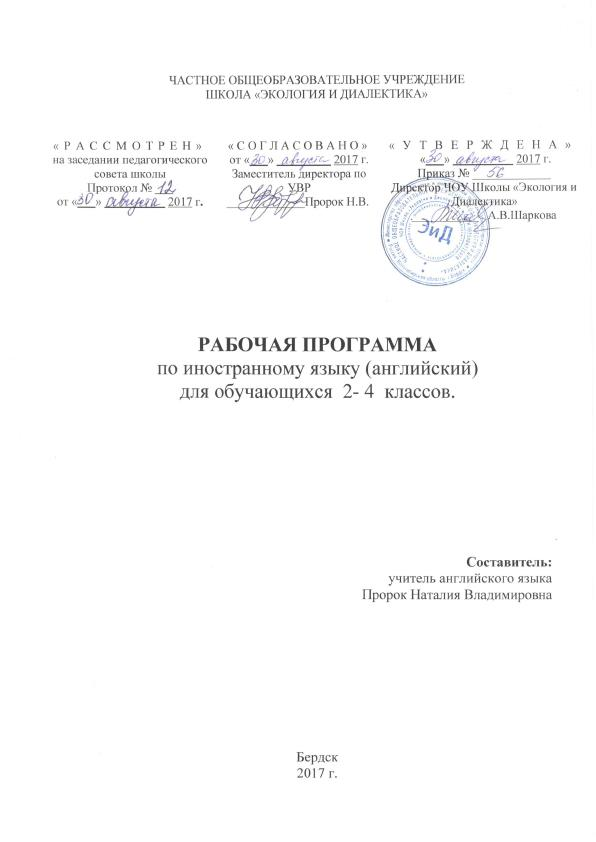 ЧАСТНОЕ ОБЩЕОБРАЗОВАТЕЛЬНОЕ УЧРЕЖДЕНИЕ
ШКОЛА «ЭКОЛОГИЯ И ДИАЛЕКТИКА»
«РАССМОТРЕН»
на заседании педагогического
совета школы
Протокол № 12
от «30» августа 2017 г.
«СОГЛАСОВАНО»
от «30» августа 2017 г.
Заместитель директора по
УВР
Пророк Н.В.
«УТВЕРЖДЕНА»
«30» августа 2017 г.
Приказ № 56
Директор ЧОУ Школы «Экология и
Диалектика»
А.В.Шаркова
ЭиД
РАБОЧАЯ ПРОГРАММА
по иностранному языку (английский)
для обучающихся 2- 4 классов.
Составитель:
учитель английского языка
Пророк Наталия Владимировна
Бердск
2017 г.